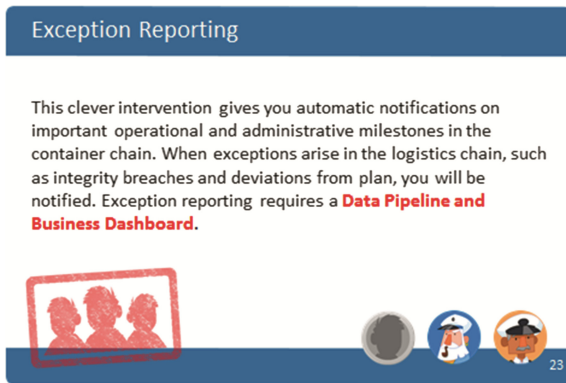 Exception Reporting
This clever intervention gives you automatic notifications on
important operational and administrative milestones in the
container chain. When exceptions arise in the logistics chain, such
as integrity breaches and deviations from plan, you will be
notified. Exception reporting requires a Data Pipeline and
Business Dashboard.
23